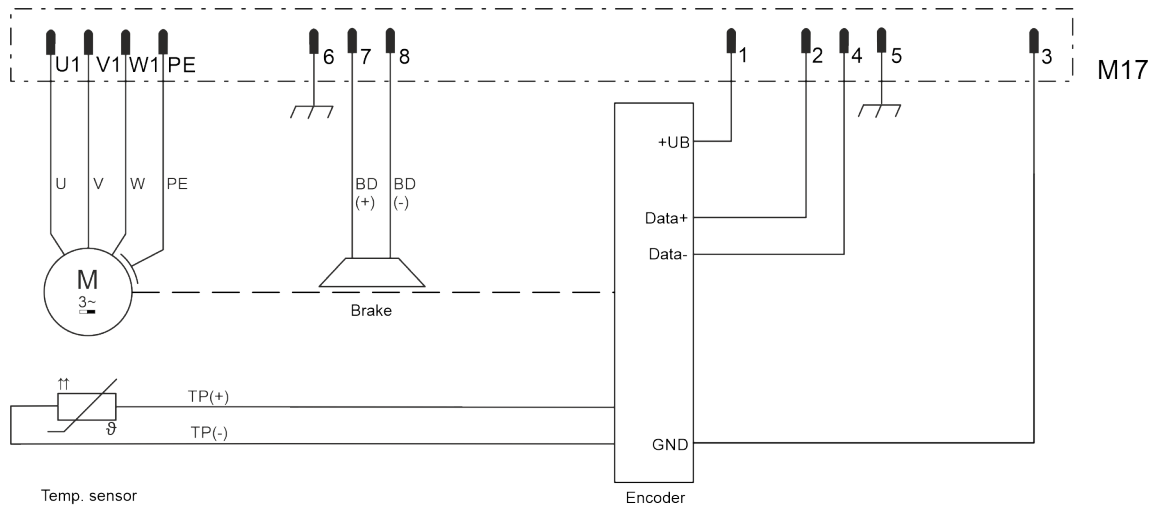 U1 V1 W1 PE 6 7 8 1 2 4 5 3
M17
+UB
U V W PE BD (+) BD (-)
Data+
Data-
M
3~
Brake
⇈
TP(+)
ϑ
TP(-)
GND
Temp. sensor
Encoder